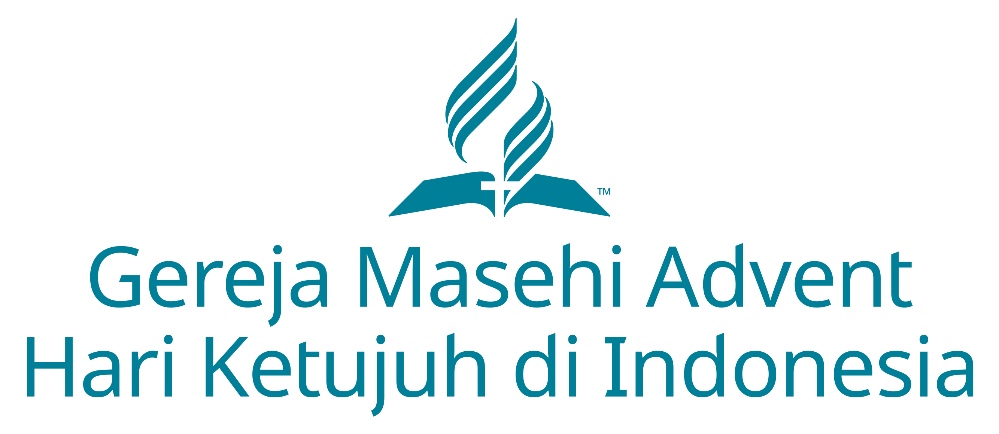 ™
Gereja Masehi Advent
Hari Ketujuh di Indonesia